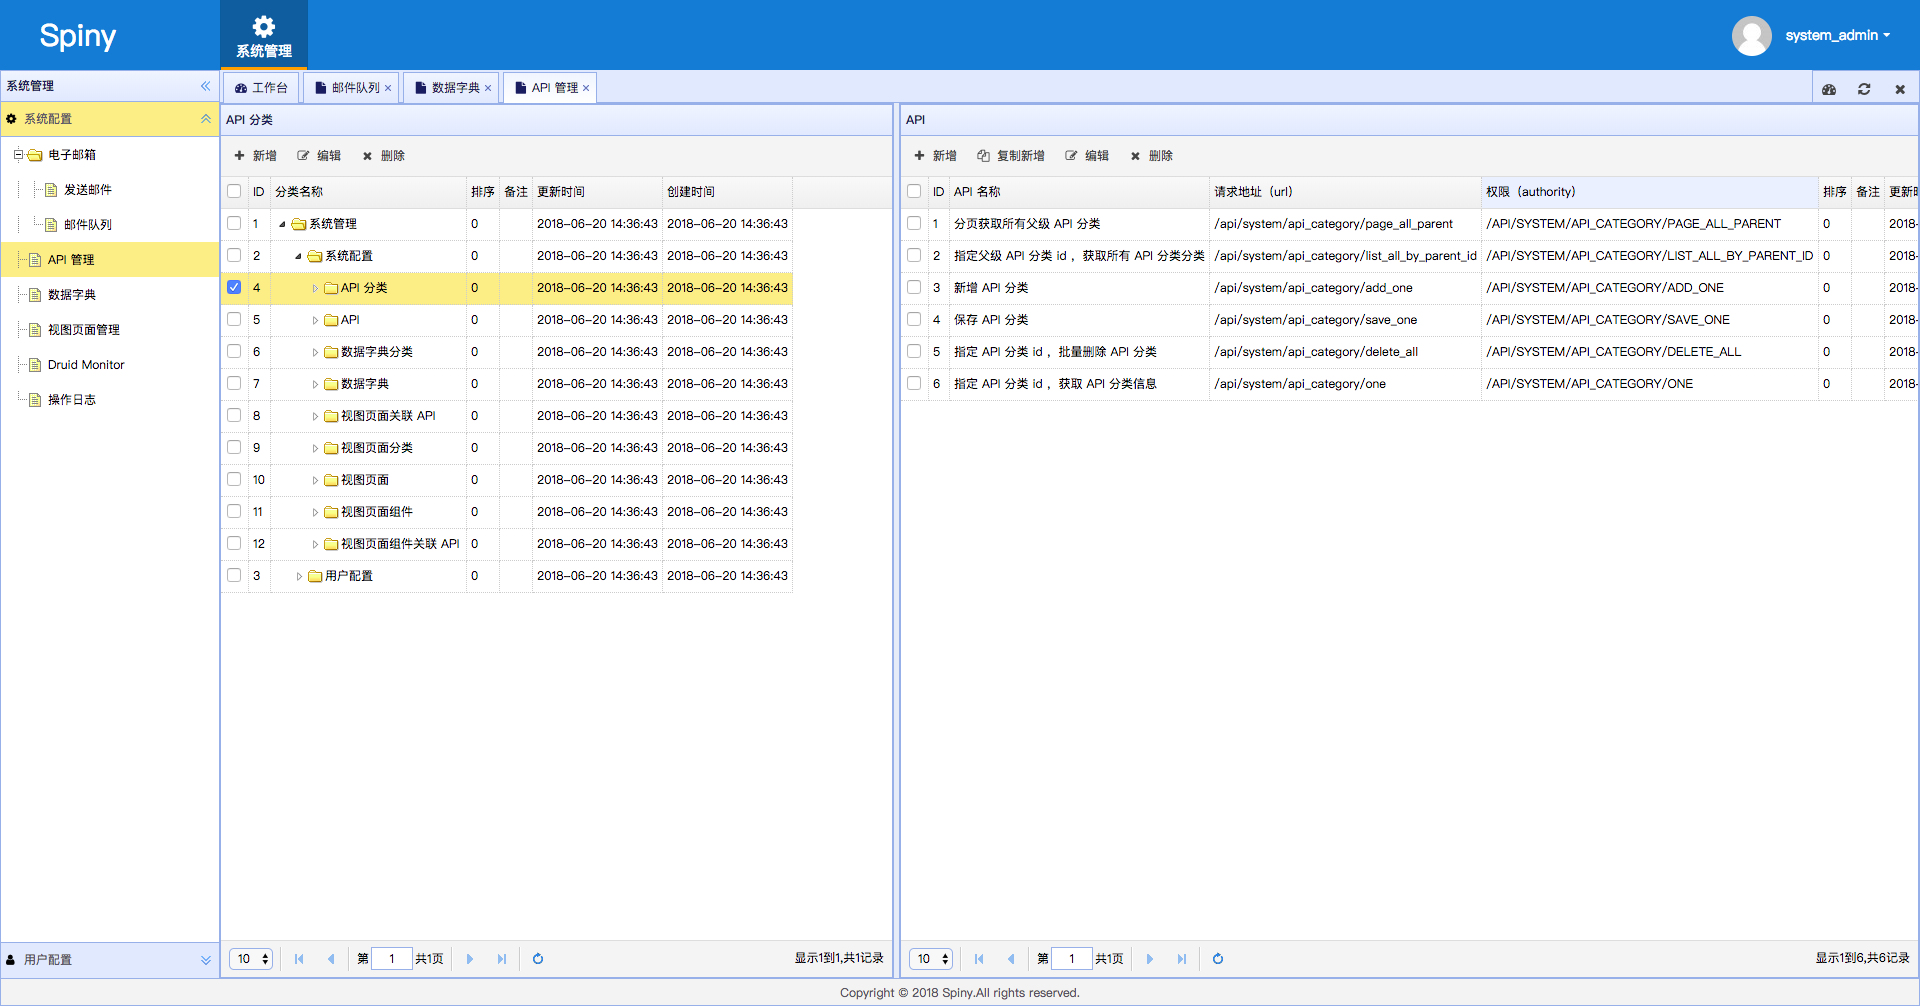 Spiny
系统管理
system_admin
系统管理
工作台
邮件队列
数据字典
API 管理
系统配置
电子邮箱
发送邮件
邮件队列
API 管理
数据字典
视图页面管理
Druid Monitor
操作日志
用户配置
API 分类
新增 编辑 删除
ID 分类名称 排序 备注 更新时间 创建时间
1 系统管理 0 2018-06-20 14:36:43 2018-06-20 14:36:43
2 系统配置 0 2018-06-20 14:36:43 2018-06-20 14:36:43
4 API 分类 0 2018-06-20 14:36:43 2018-06-20 14:36:43
5 API 0 2018-06-20 14:36:43 2018-06-20 14:36:43
6 数据字典分类 0 2018-06-20 14:36:43 2018-06-20 14:36:43
7 数据字典 0 2018-06-20 14:36:43 2018-06-20 14:36:43
8 视图页面关联 API 0 2018-06-20 14:36:43 2018-06-20 14:36:43
9 视图页面分类 0 2018-06-20 14:36:43 2018-06-20 14:36:43
10 视图页面 0 2018-06-20 14:36:43 2018-06-20 14:36:43
11 视图页面组件 0 2018-06-20 14:36:43 2018-06-20 14:36:43
12 视图页面组件关联 API 0 2018-06-20 14:36:43 2018-06-20 14:36:43
3 用户配置 0 2018-06-20 14:36:43 2018-06-20 14:36:43
10 第 1 共1页 显示1到1,共1记录
API
新增 复制新增 编辑 删除
ID API 名称 请求地址（url） 权限（authority） 排序 备注 更新时
1 分页获取所有父级 API 分类 /api/system/api_category/page_all_parent /API/SYSTEM/API_CATEGORY/PAGE_ALL_PARENT 0 2018-
2 指定父级 API 分类 id ，获取所有 API 分类分类 /api/system/api_category/list_all_by_parent_id /API/SYSTEM/API_CATEGORY/LIST_ALL_BY_PARENT_ID 0 2018-
3 新增 API 分类 /api/system/api_category/add_one /API/SYSTEM/API_CATEGORY/ADD_ONE 0 2018-
4 保存 API 分类 /api/system/api_category/save_one /API/SYSTEM/API_CATEGORY/SAVE_ONE 0 2018-
5 指定 API 分类 id ，批量删除 API 分类 /api/system/api_category/delete_all /API/SYSTEM/API_CATEGORY/DELETE_ALL 0 2018-
6 指定 API 分类 id ，获取 API 分类信息 /api/system/api_category/one /API/SYSTEM/API_CATEGORY/ONE 0 2018-
10 第 1 共1页 显示1到6,共6记录
Copyright © 2018 Spiny.All rights reserved.